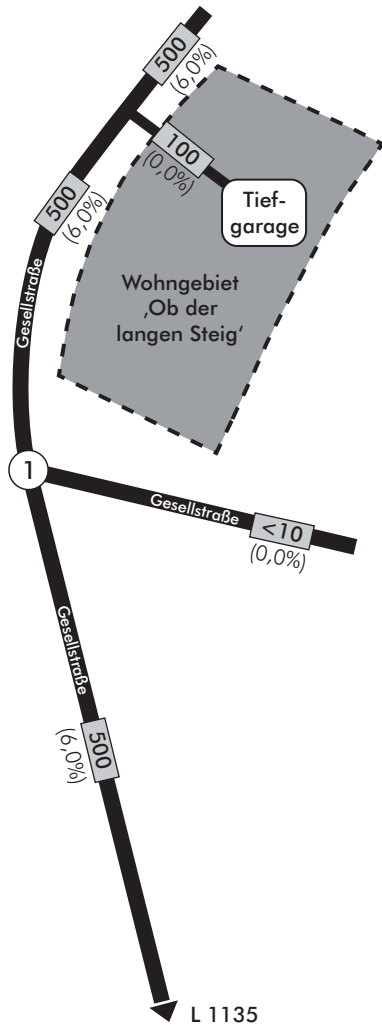 500
(6,0%)
100
(0,0%)
Tief-
garage
500
(6,0%)
Gesellstraße
Wohngebiet
‚Ob der
langen Steig‘
1
Gesellstraße
<10
(0,0%)
Gesellstraße
500
(6,0%)
L 1135